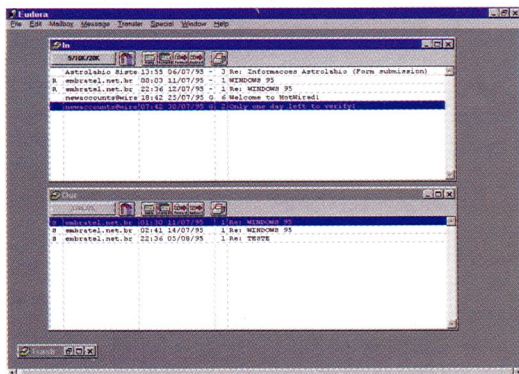 Eudora
File Edit Mailbox Message Transfer Special Window Help
In
5/10K/20K
Astrolabio Siste 13:55 06/07/95 - 3 Re: Informacoes Astrolabio (Form submission)
R embratel.net.br 00:03 11/07/95 - 1 WINDOWS 95
R embratel.net.br 22:36 12/07/95 - 1 Re: WINDOWS 95
newaccounts@wire 18:42 25/07/95 6 Welcome to HotWired!
newaccounts@wire 07:42 30/07/95 2 Only one day left to verify!
Out
S embratel.net.br 01:30 11/07/95 1 Re: WINDOWS 95
S embratel.net.br 02:41 14/07/95 1 Re: WINDOWS 95
S embratel.net.br 22:36 05/08/95 1 Re: TESTE
Trash